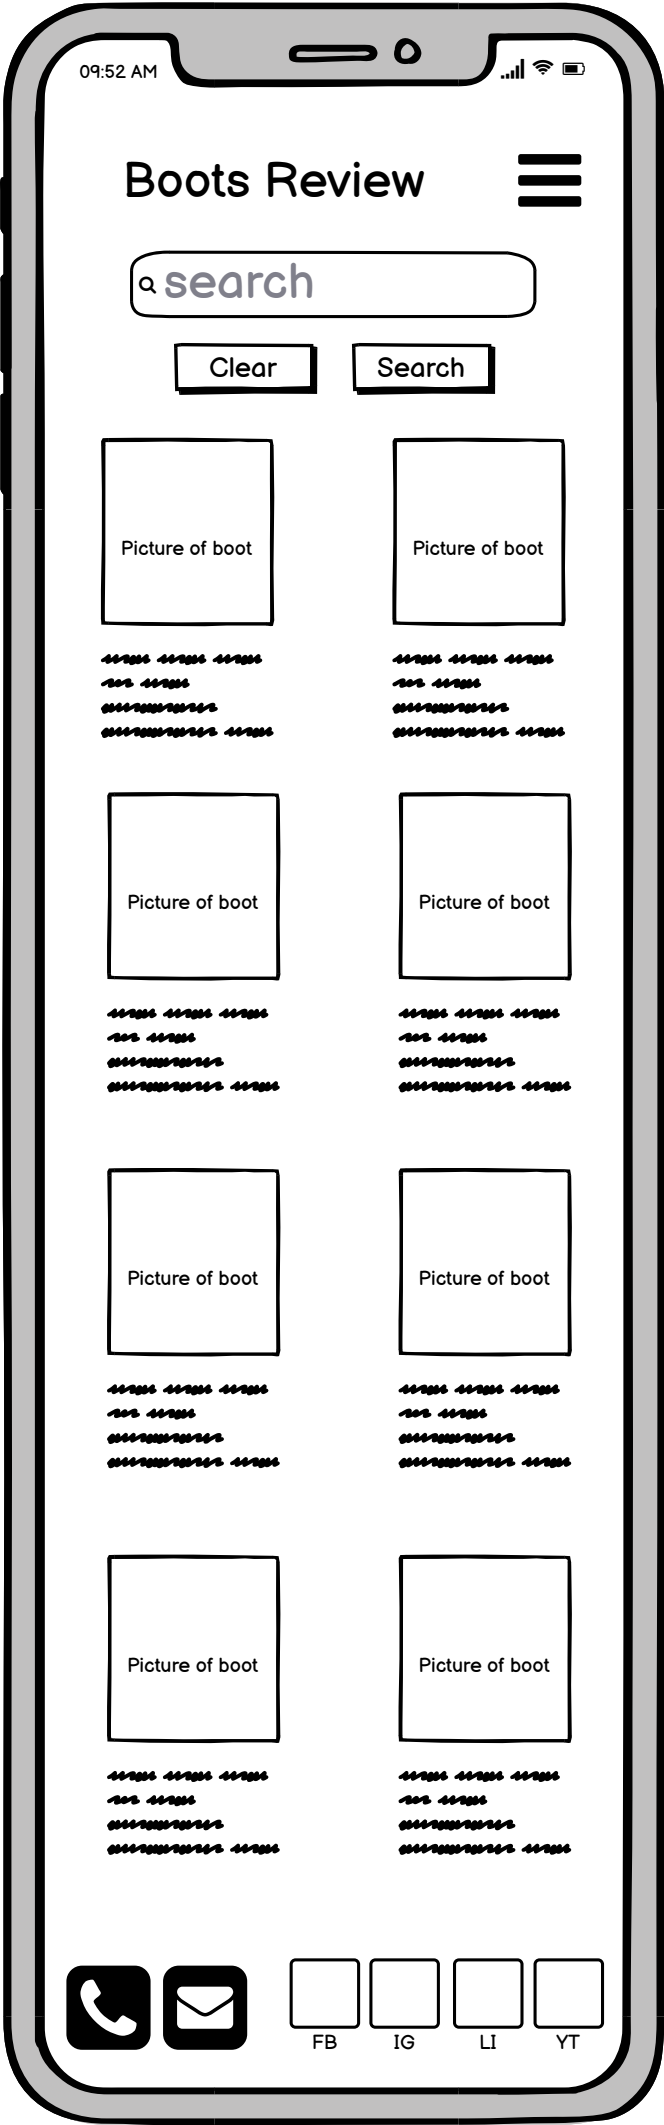 09:52 AM
Boots Review
search
Clear Search
Picture of boot Picture of boot
Picture of boot Picture of boot
Picture of boot Picture of boot
Picture of boot Picture of boot
FB IG LI YT